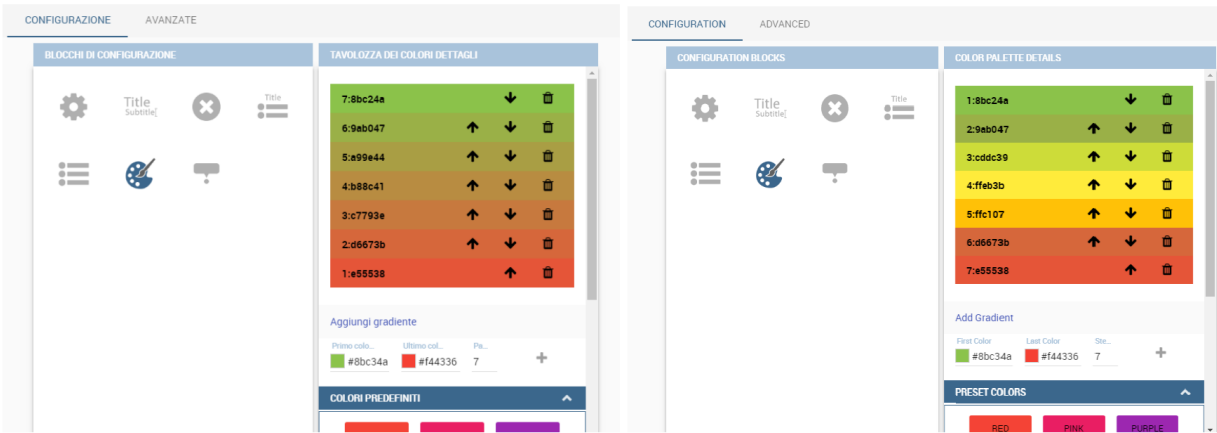 CONFIGURAZIONE AVANZATE
BLOCCHI DI CONFIGURAZIONE
Title
Subtitle[
Title
TAVOLOZZA DEI COLORI DETTAGLI
7:8bc24a
6:9ab047
5:a99e44
4:b88c41
3:c7793e
2:d6673b
1:e55538
Aggiungi gradiente
Primo colo... Ultimo col... Pa...
#8bc34a #f44336 7
COLORI PREDEFINITI
CONFIGURATION ADVANCED
CONFIGURATION BLOCKS
Title
Subtitle[
Title
COLOR PALETTE DETAILS
1:8bc24a
2:9ab047
3:cddc39
4:ffeb3b
5:ffc107
6:d6673b
7:e55538
Add Gradient
First Color Last Color Ste...
#8bc34a #f44336 7
PRESET COLORS
RED PINK PURPLE